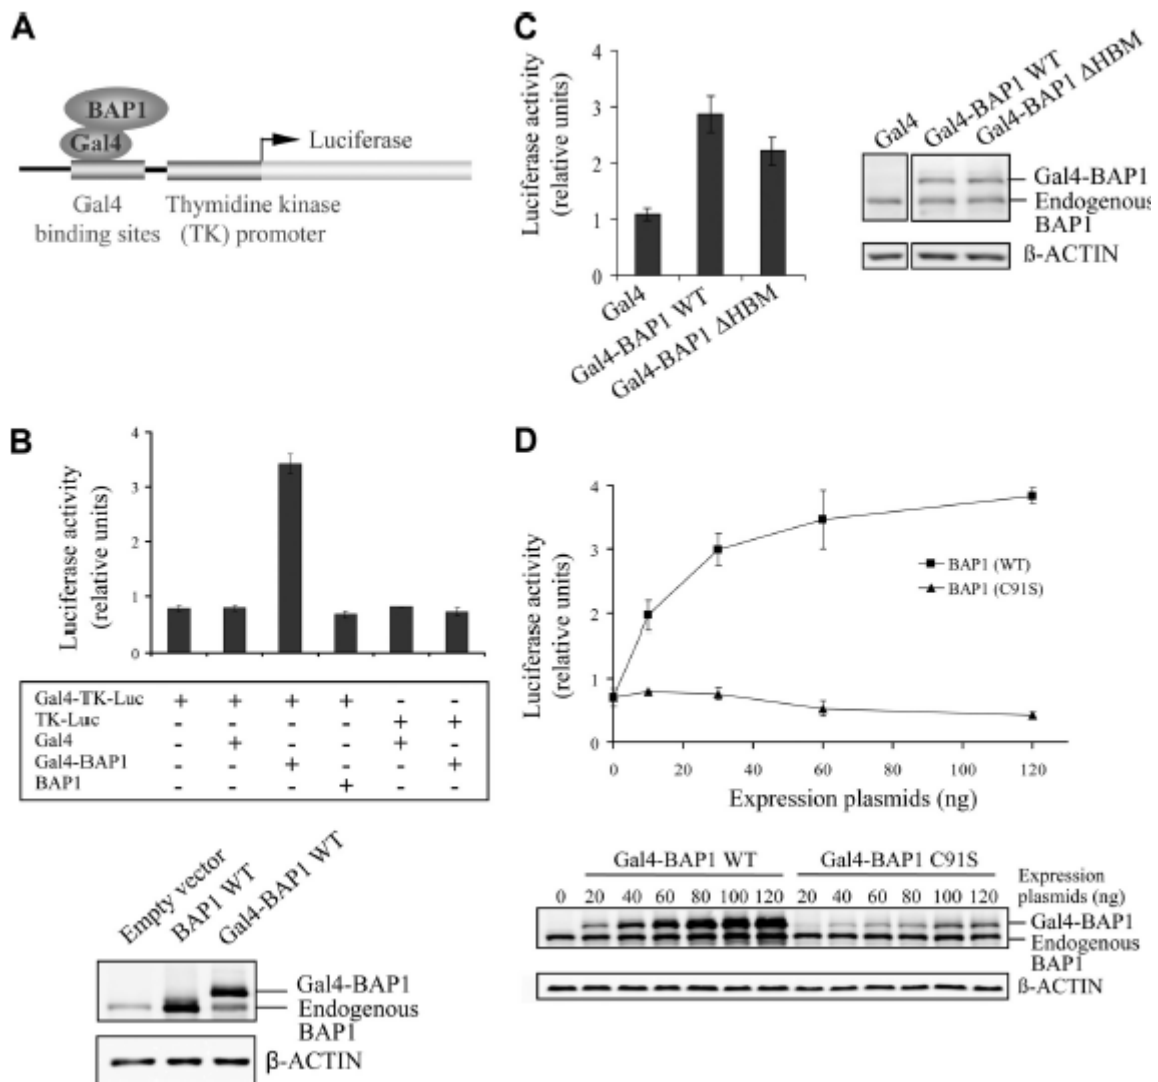 A
BAP1
Gal4
Luciferase
Gal4
binding sites
Thymidine kinase
(TK) promoter
B
Luciferase activity
(relative units)
4
3
2
1
0
Gal4-TK-Luc + + + + - -
TK-Luc - - - - + +
Gal4 - + - - + -
Gal4-BAP1 - - + - - +
BAP1 - - - + - -
Empty vector
BAP1 WT
Gal4-BAP1 WT
Gal4-BAP1
Endogenous
BAP1
β-ACTIN
C
Luciferase activity
(relative units)
4
3
2
1
0
Gal4
Gal4-BAP1 WT
Gal4-BAP1 ΔHBM
Gal4
Gal4-BAP1 WT
Gal4-BAP1 ΔHBM
Gal4-BAP1
Endogenous
BAP1
ß-ACTIN
D
Luciferase activity
(relative units)
4
3
2
1
0
BAP1 (WT)
BAP1 (C91S)
0 20 40 60 80 100 120
Expression plasmids (ng)
Gal4-BAP1 WT Gal4-BAP1 C91S
0 20 40 60 80 100 120 20 40 60 80 100 120
Expression
plasmids (ng)
Gal4-BAP1
Endogenous
BAP1
ß-ACTIN